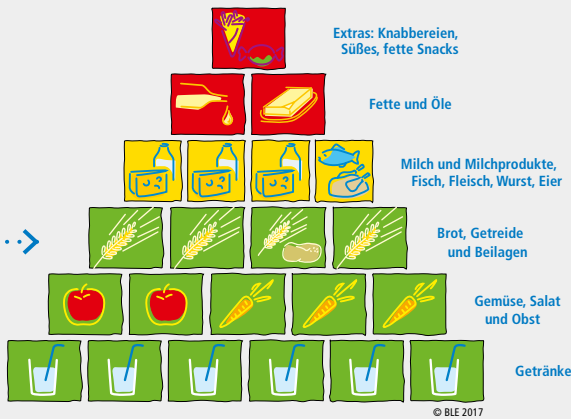 Extras: Knabbereien,
Süßes, fette Snacks
Fette und Öle
Milch und Milchprodukte,
Fisch, Fleisch, Wurst, Eier
Brot, Getreide
und Beilagen
Gemüse, Salat
und Obst
Getränke
© BLE 2017